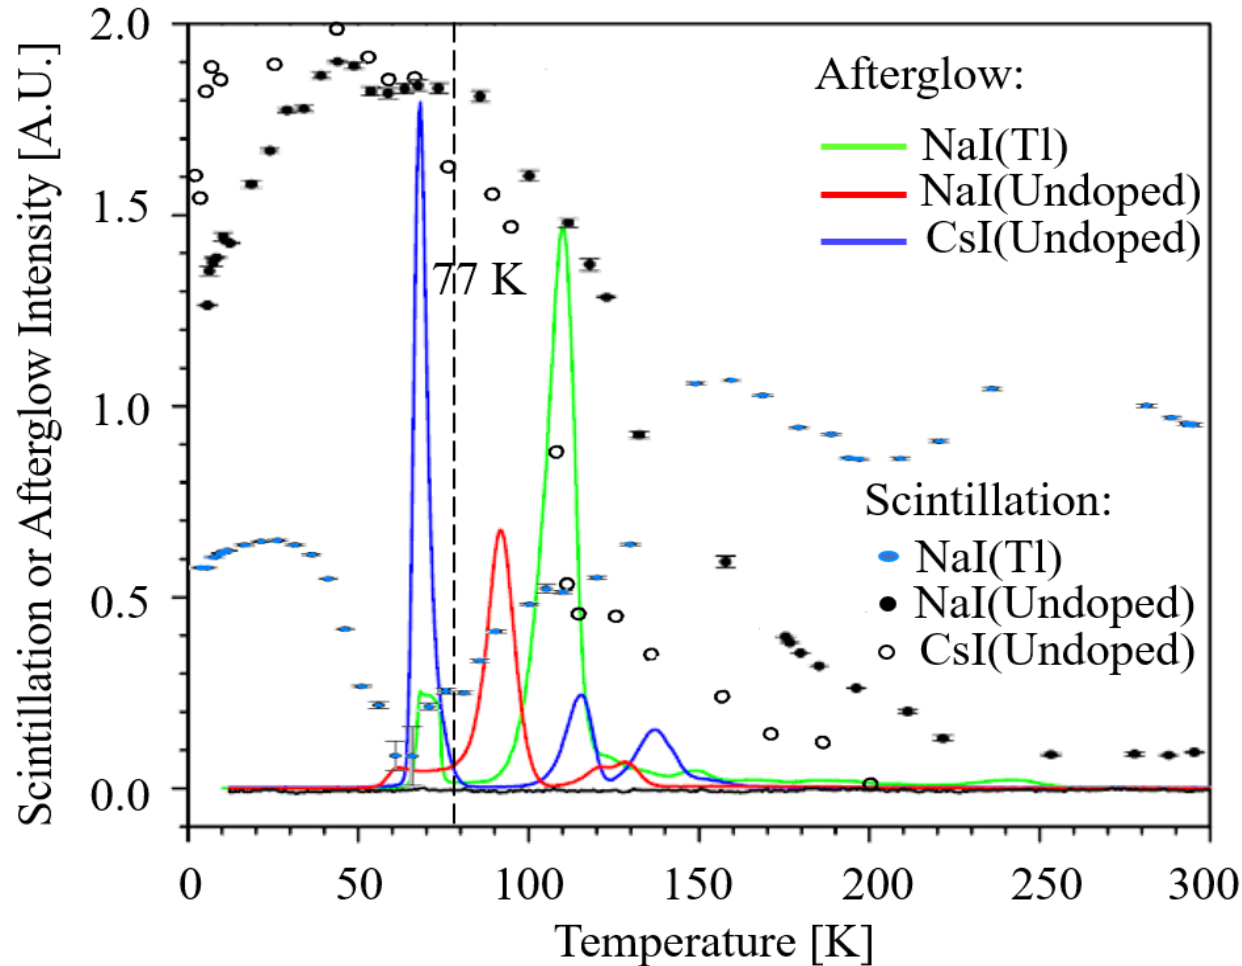 Scintillation or Afterglow Intensity [A.U.]
2.0
1.5
1.0
0.5
0.0
77 K
Afterglow:
NaI(Tl)
NaI(Undoped)
CsI(Undoped)
Scintillation:
NaI(Tl)
NaI(Undoped)
CsI(Undoped)
0 50 100 150 200 250 300
Temperature [K]